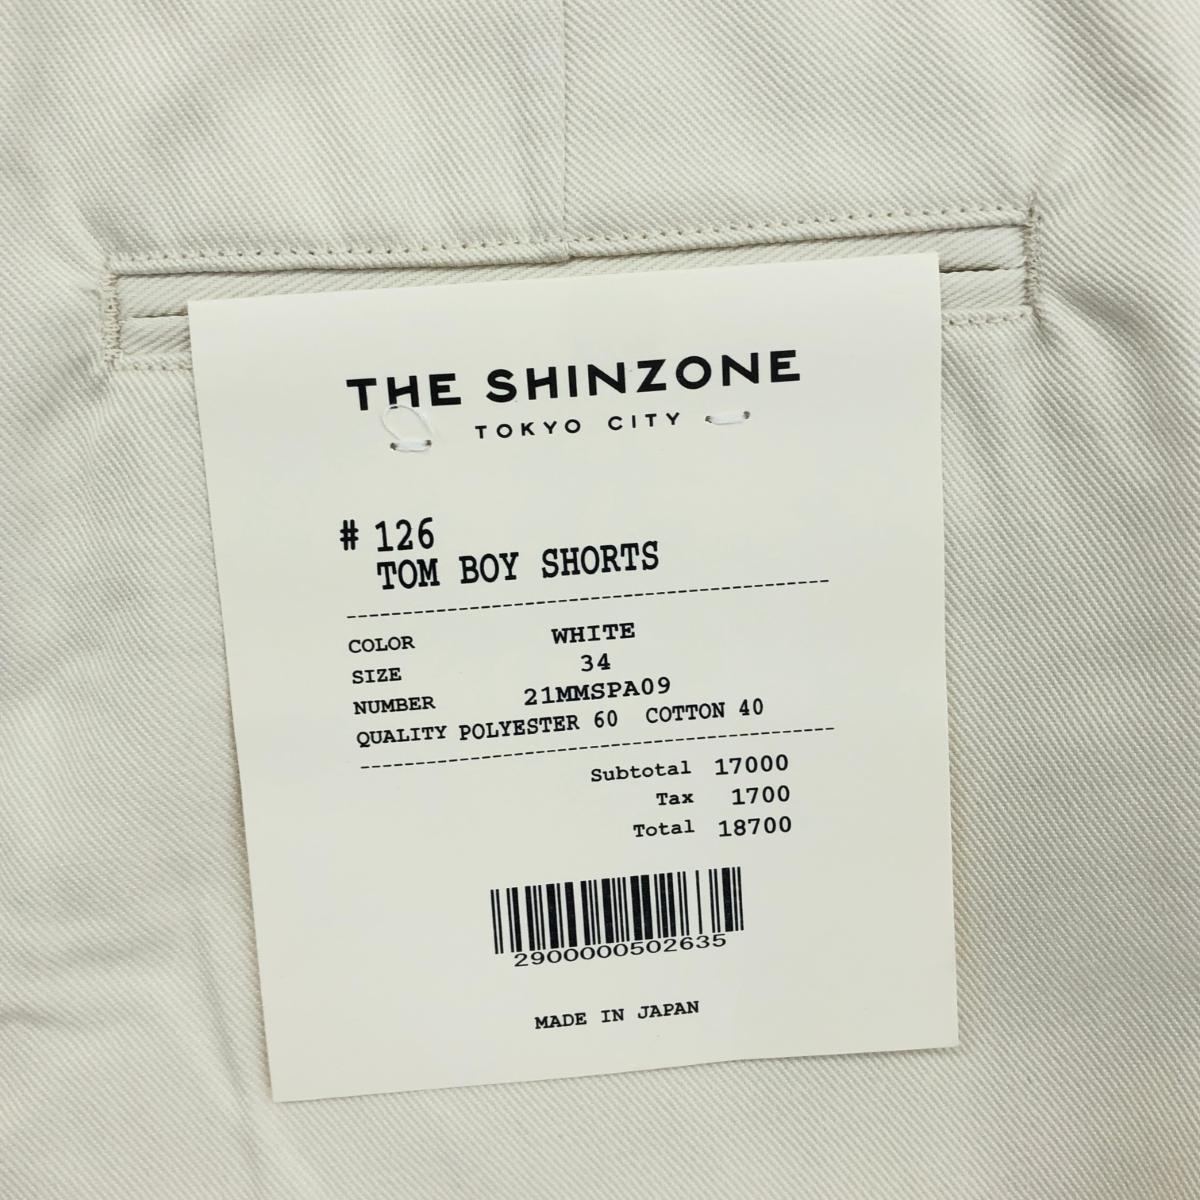 THE SHINZONE
TOKYO CITY
# 126
TOM BOY SHORTS
COLOR WHITE
SIZE 34
NUMBER 21MMSPA09
QUALITY POLYESTER 60 COTTON 40
Subtotal 17000
Tax 1700
Total 18700
2900000502635
MADE IN JAPAN